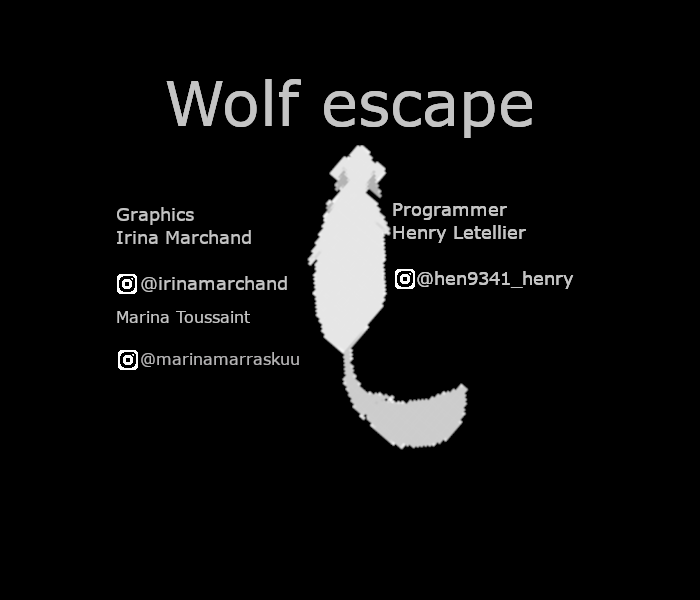 Wolf escape
Graphics
Irina Marchand
@irinamarchand
Marina Toussaint
@marinamarraskuu
Programmer
Henry Letellier
@hen9341_henry